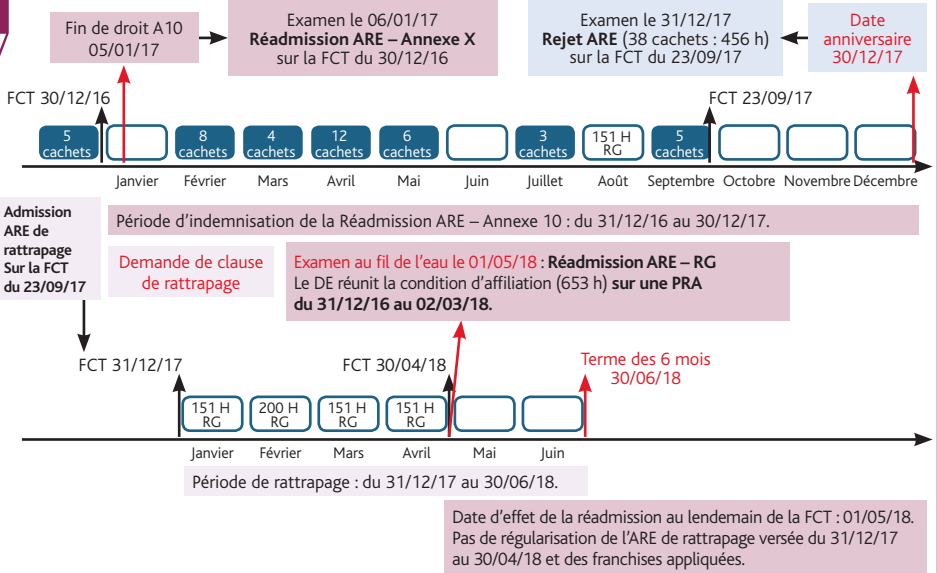 Fin de droit A10
05/01/17
Examen le 06/01/17
Réadmission ARE – Annexe X
sur la FCT du 30/12/16
Examen le 31/12/17
Rejet ARE (38 cachets : 456 h)
sur la FCT du 23/09/17
Date
anniversaire
30/12/17
FCT 30/12/16
FCT 23/09/17
5
cachets
8
cachets
4
cachets
12
cachets
6
cachets
3
cachets
151 H
RG
5
cachets
Janvier Février Mars Avril Mai Juin Juillet Août Septembre Octobre Novembre Décembre
Admission
ARE de
rattrapage
Sur la FCT
du 23/09/17
Période d'indemnisation de la Réadmission ARE – Annexe 10 : du 31/12/16 au 30/12/17.
Demande de clause
de rattrapage
Examen au fil de l'eau le 01/05/18 : Réadmission ARE – RG
Le DE réunit la condition d'affiliation (653 h) sur une PRA
du 31/12/16 au 02/03/18.
FCT 31/12/17
FCT 30/04/18
Terme des 6 mois
30/06/18
151 H
RG
200 H
RG
151 H
RG
151 H
RG
Janvier Février Mars Avril Mai Juin
Période de rattrapage : du 31/12/17 au 30/06/18.
Date d'effet de la réadmission au lendemain de la FCT : 01/05/18.
Pas de régularisation de l'ARE de rattrapage versée du 31/12/17
au 30/04/18 et des franchises appliquées.